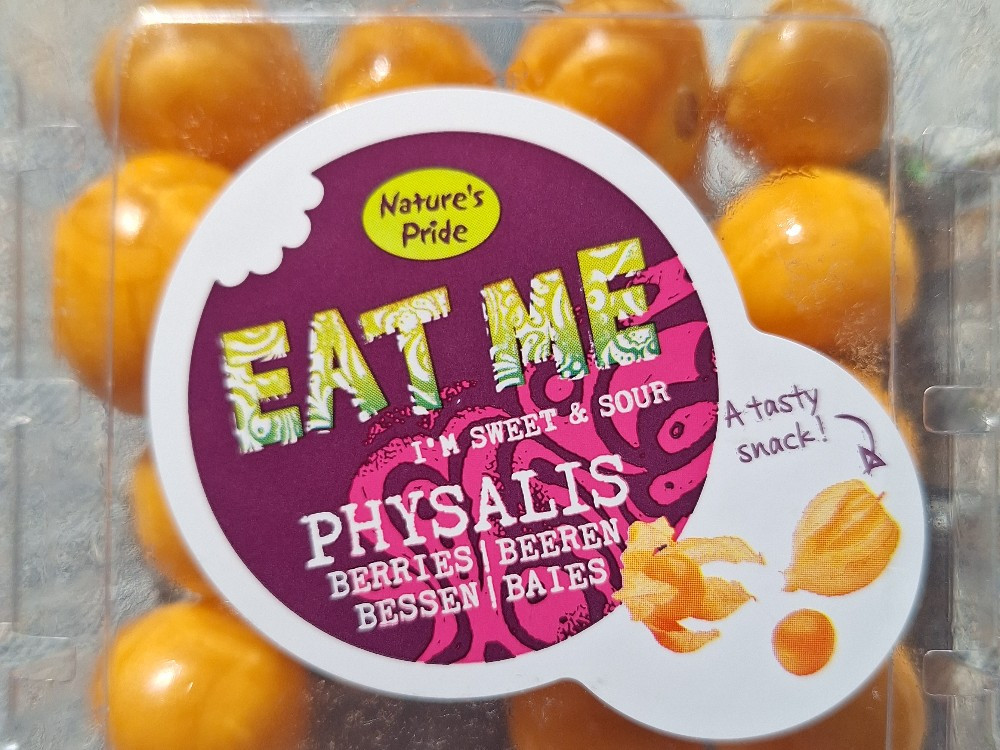 Nature's
Pride
EAT ME
I'M SWEET & SOUR
PHYSALIS
BERRIES | BEEREN
BESSEN | BAIES
A tasty
snack!